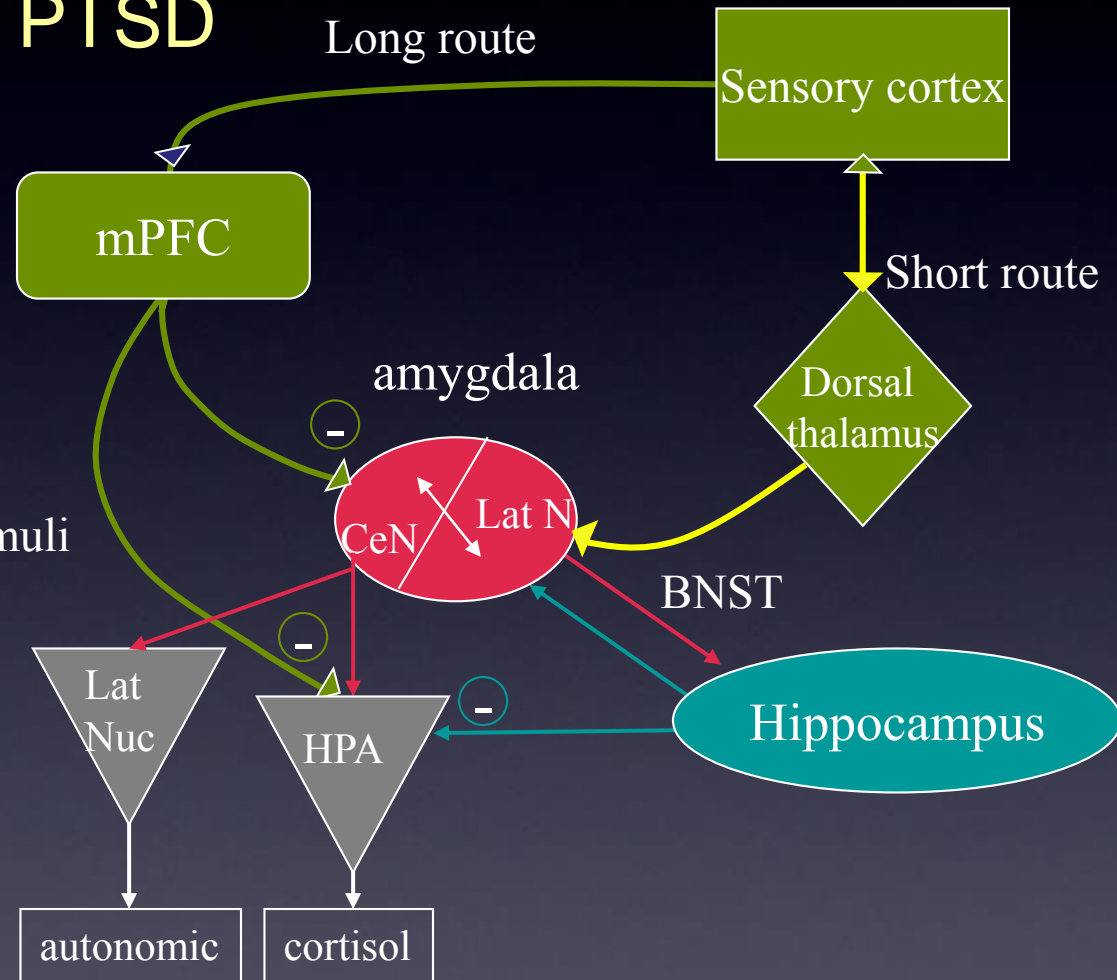 PTSD
Long route
Sensory cortex
mPFC
Short route
Dorsal
thalamus
amygdala
-
CeN
Lat N
BNST
-
Lat
Nuc
HPA
-
Hippocampus
autonomic
cortisol